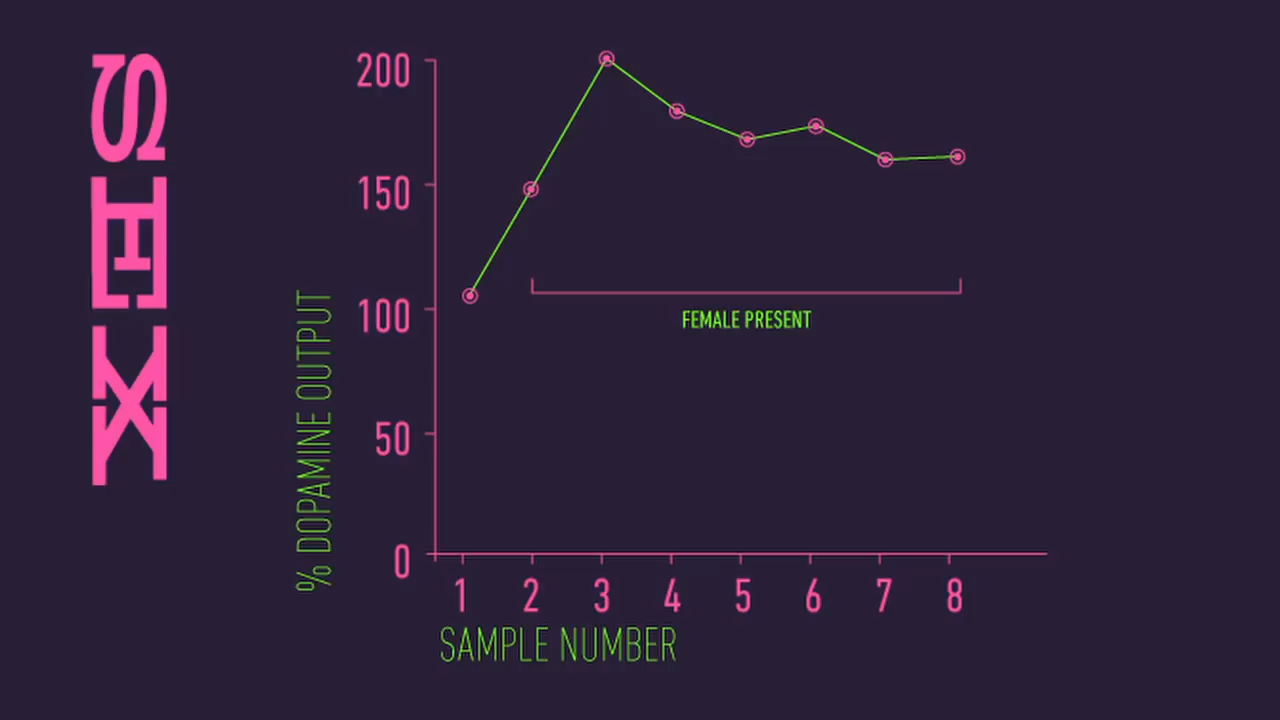 SEX
200
150
100
50
0
% DOPAMINE OUTPUT
FEMALE PRESENT
1 2 3 4 5 6 7 8
SAMPLE NUMBER